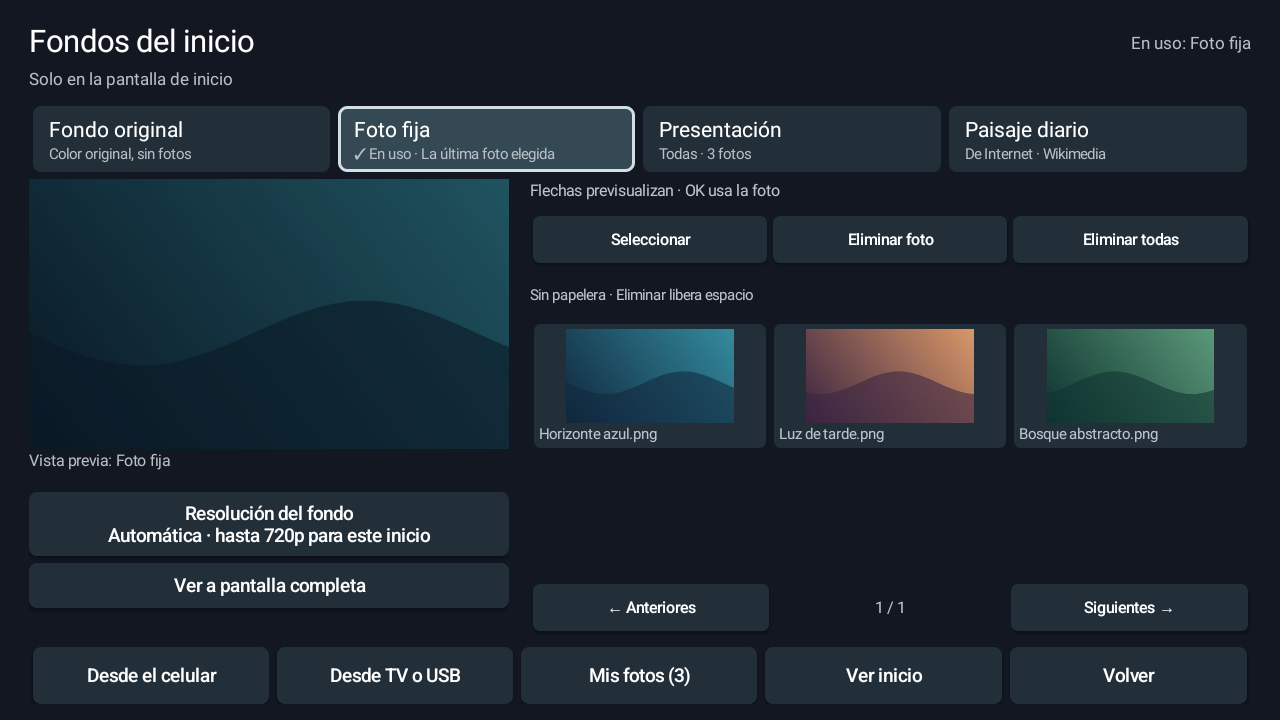 Fondos del inicio
En uso: Foto fija
Solo en la pantalla de inicio
Fondo original
Color original, sin fotos
Foto fija
✓ En uso · La última foto elegida
Presentación
Todas · 3 fotos
Paisaje diario
De Internet · Wikimedia
Flechas previsualizan · OK usa la foto
Seleccionar
Eliminar foto
Eliminar todas
Sin papelera · Eliminar libera espacio
Horizonte azul.png
Luz de tarde.png
Bosque abstracto.png
Vista previa: Foto fija
Resolución del fondo
Automática · hasta 720p para este inicio
Ver a pantalla completa
← Anteriores
1 / 1
Siguientes →
Desde el celular
Desde TV o USB
Mis fotos (3)
Ver inicio
Volver